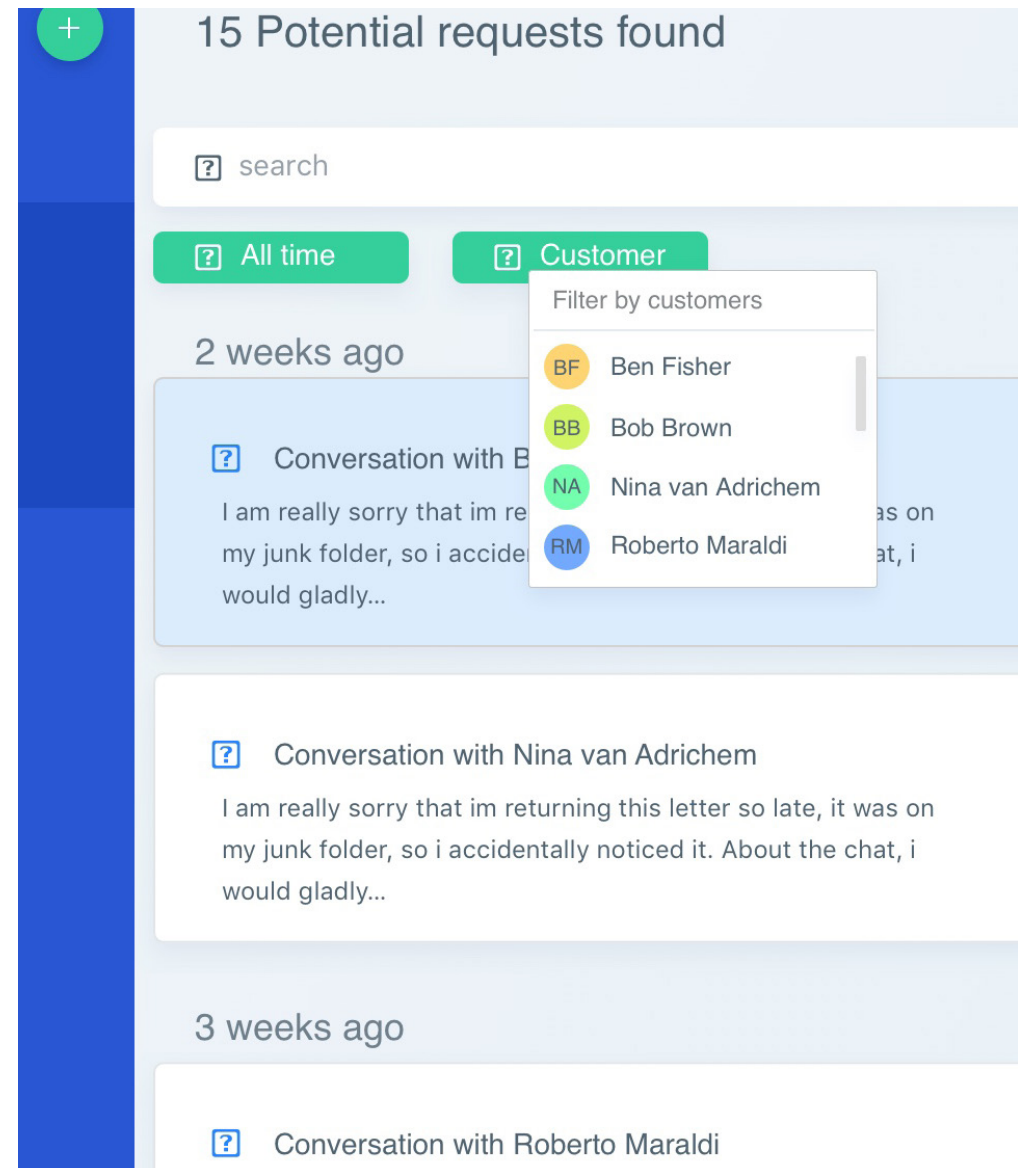 15 Potential requests found
search
All time
Customer
Filter by customers
2 weeks ago
BF Ben Fisher
BB Bob Brown
NA Nina van Adrichem
RM Roberto Maraldi
Conversation with B
I am really sorry that im re as on
my junk folder, so i accide at, i
would gladly...
Conversation with Nina van Adrichem
I am really sorry that im returning this letter so late, it was on
my junk folder, so i accidentally noticed it. About the chat, i
would gladly...
3 weeks ago
Conversation with Roberto Maraldi